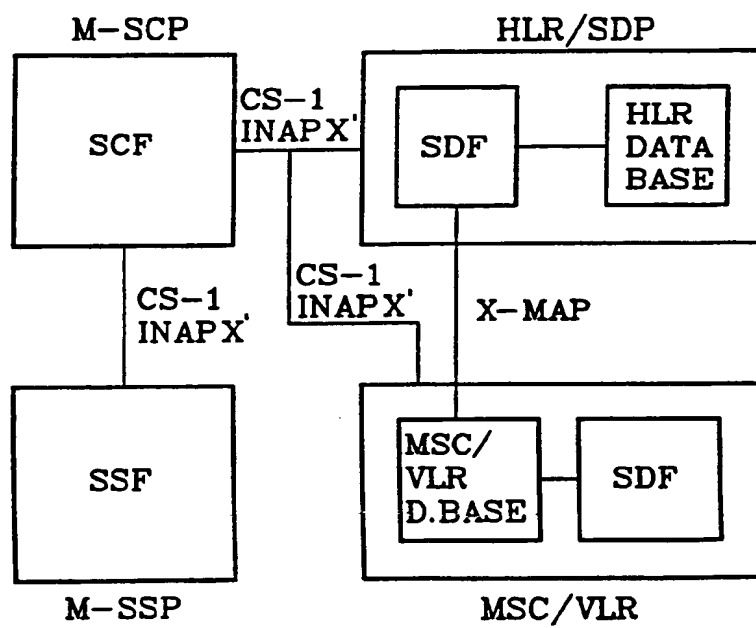 M-SCP
HLR/SDP
SCF
CS-1
INAPX'
SDF
HLR
DATA
BASE
CS-1
INAPX'
CS-1
INAPX'
X-MAP
SSF
MSC/
VLR
D.BASE
SDF
M-SSP
MSC/VLR